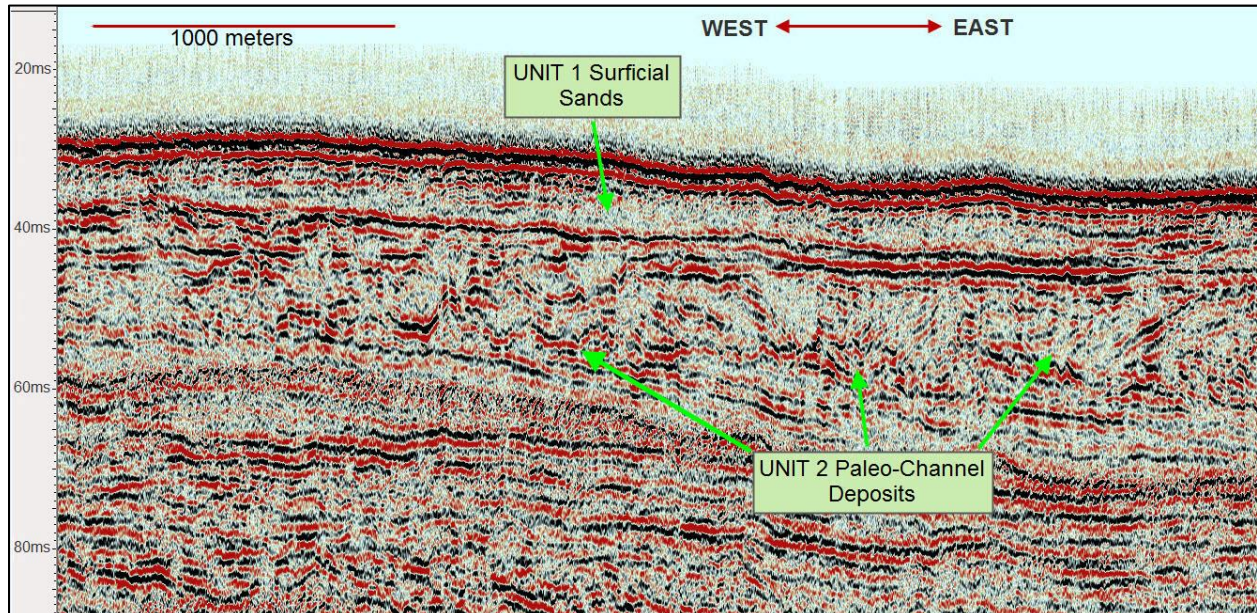 1000 meters
WEST
EAST
20ms
UNIT 1 Surficial
Sands
40ms
60ms
UNIT 2 Paleo-Channel
Deposits
80ms